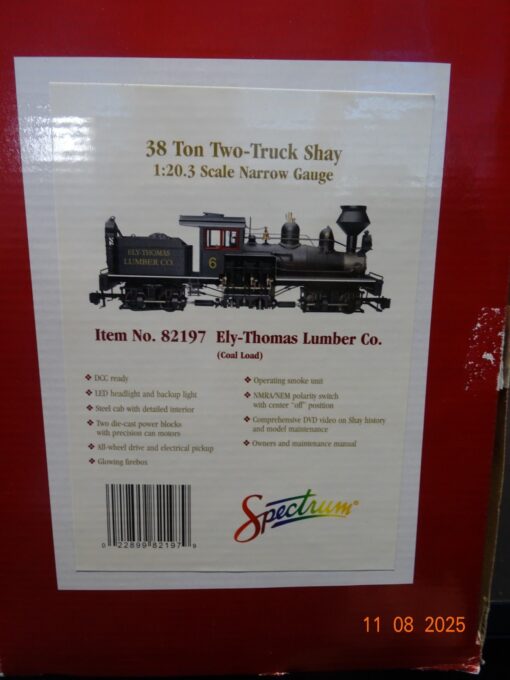 38 Ton Two-Truck Shay
1:20.3 Scale Narrow Gauge
ELY-THOMAS
LUMBER CO.
6
Item No. 82197 Ely-Thomas Lumber Co.
(Coal Load)
❖ DCC ready
❖ LED headlight and backup light
❖ Steel cab with detailed interior
❖ Two die-cast power blocks
with precision can motors
❖ All-wheel drive and electrical pickup
❖ Glowing firebox
❖ Operating smoke unit
❖ NMRA/NEM polarity switch
with center "off" position
❖ Comprehensive DVD video on Shay history
and model maintenance
❖ Owners and maintenance manual
0 22899 82197 9
Spectrum®
11 08 2025